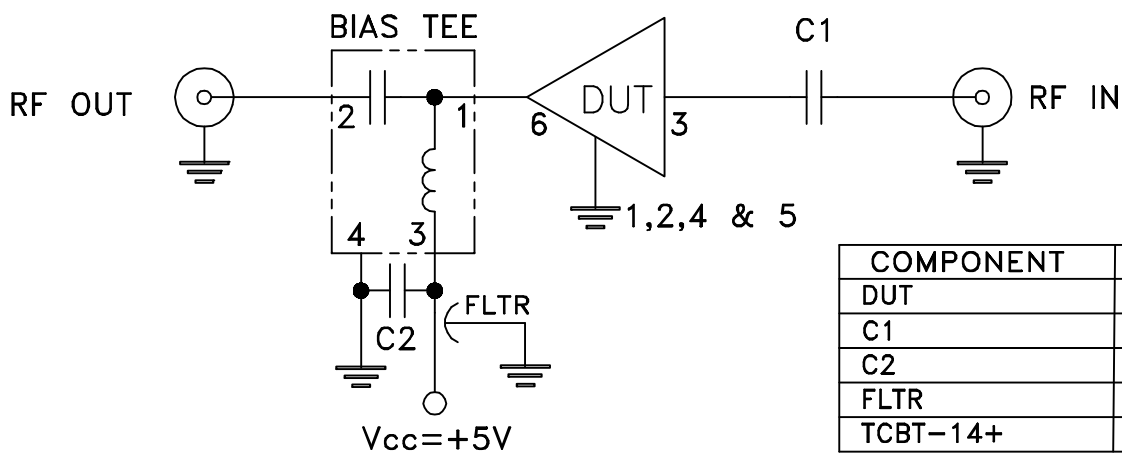 BIAS TEE
C1
RF OUT
DUT
RF IN
2
1
6
3
4
3
1,2,4 & 5
FLTR
C2
Vcc=+5V
COMPONENT
DUT
C1
C2
FLTR
TCBT-14+